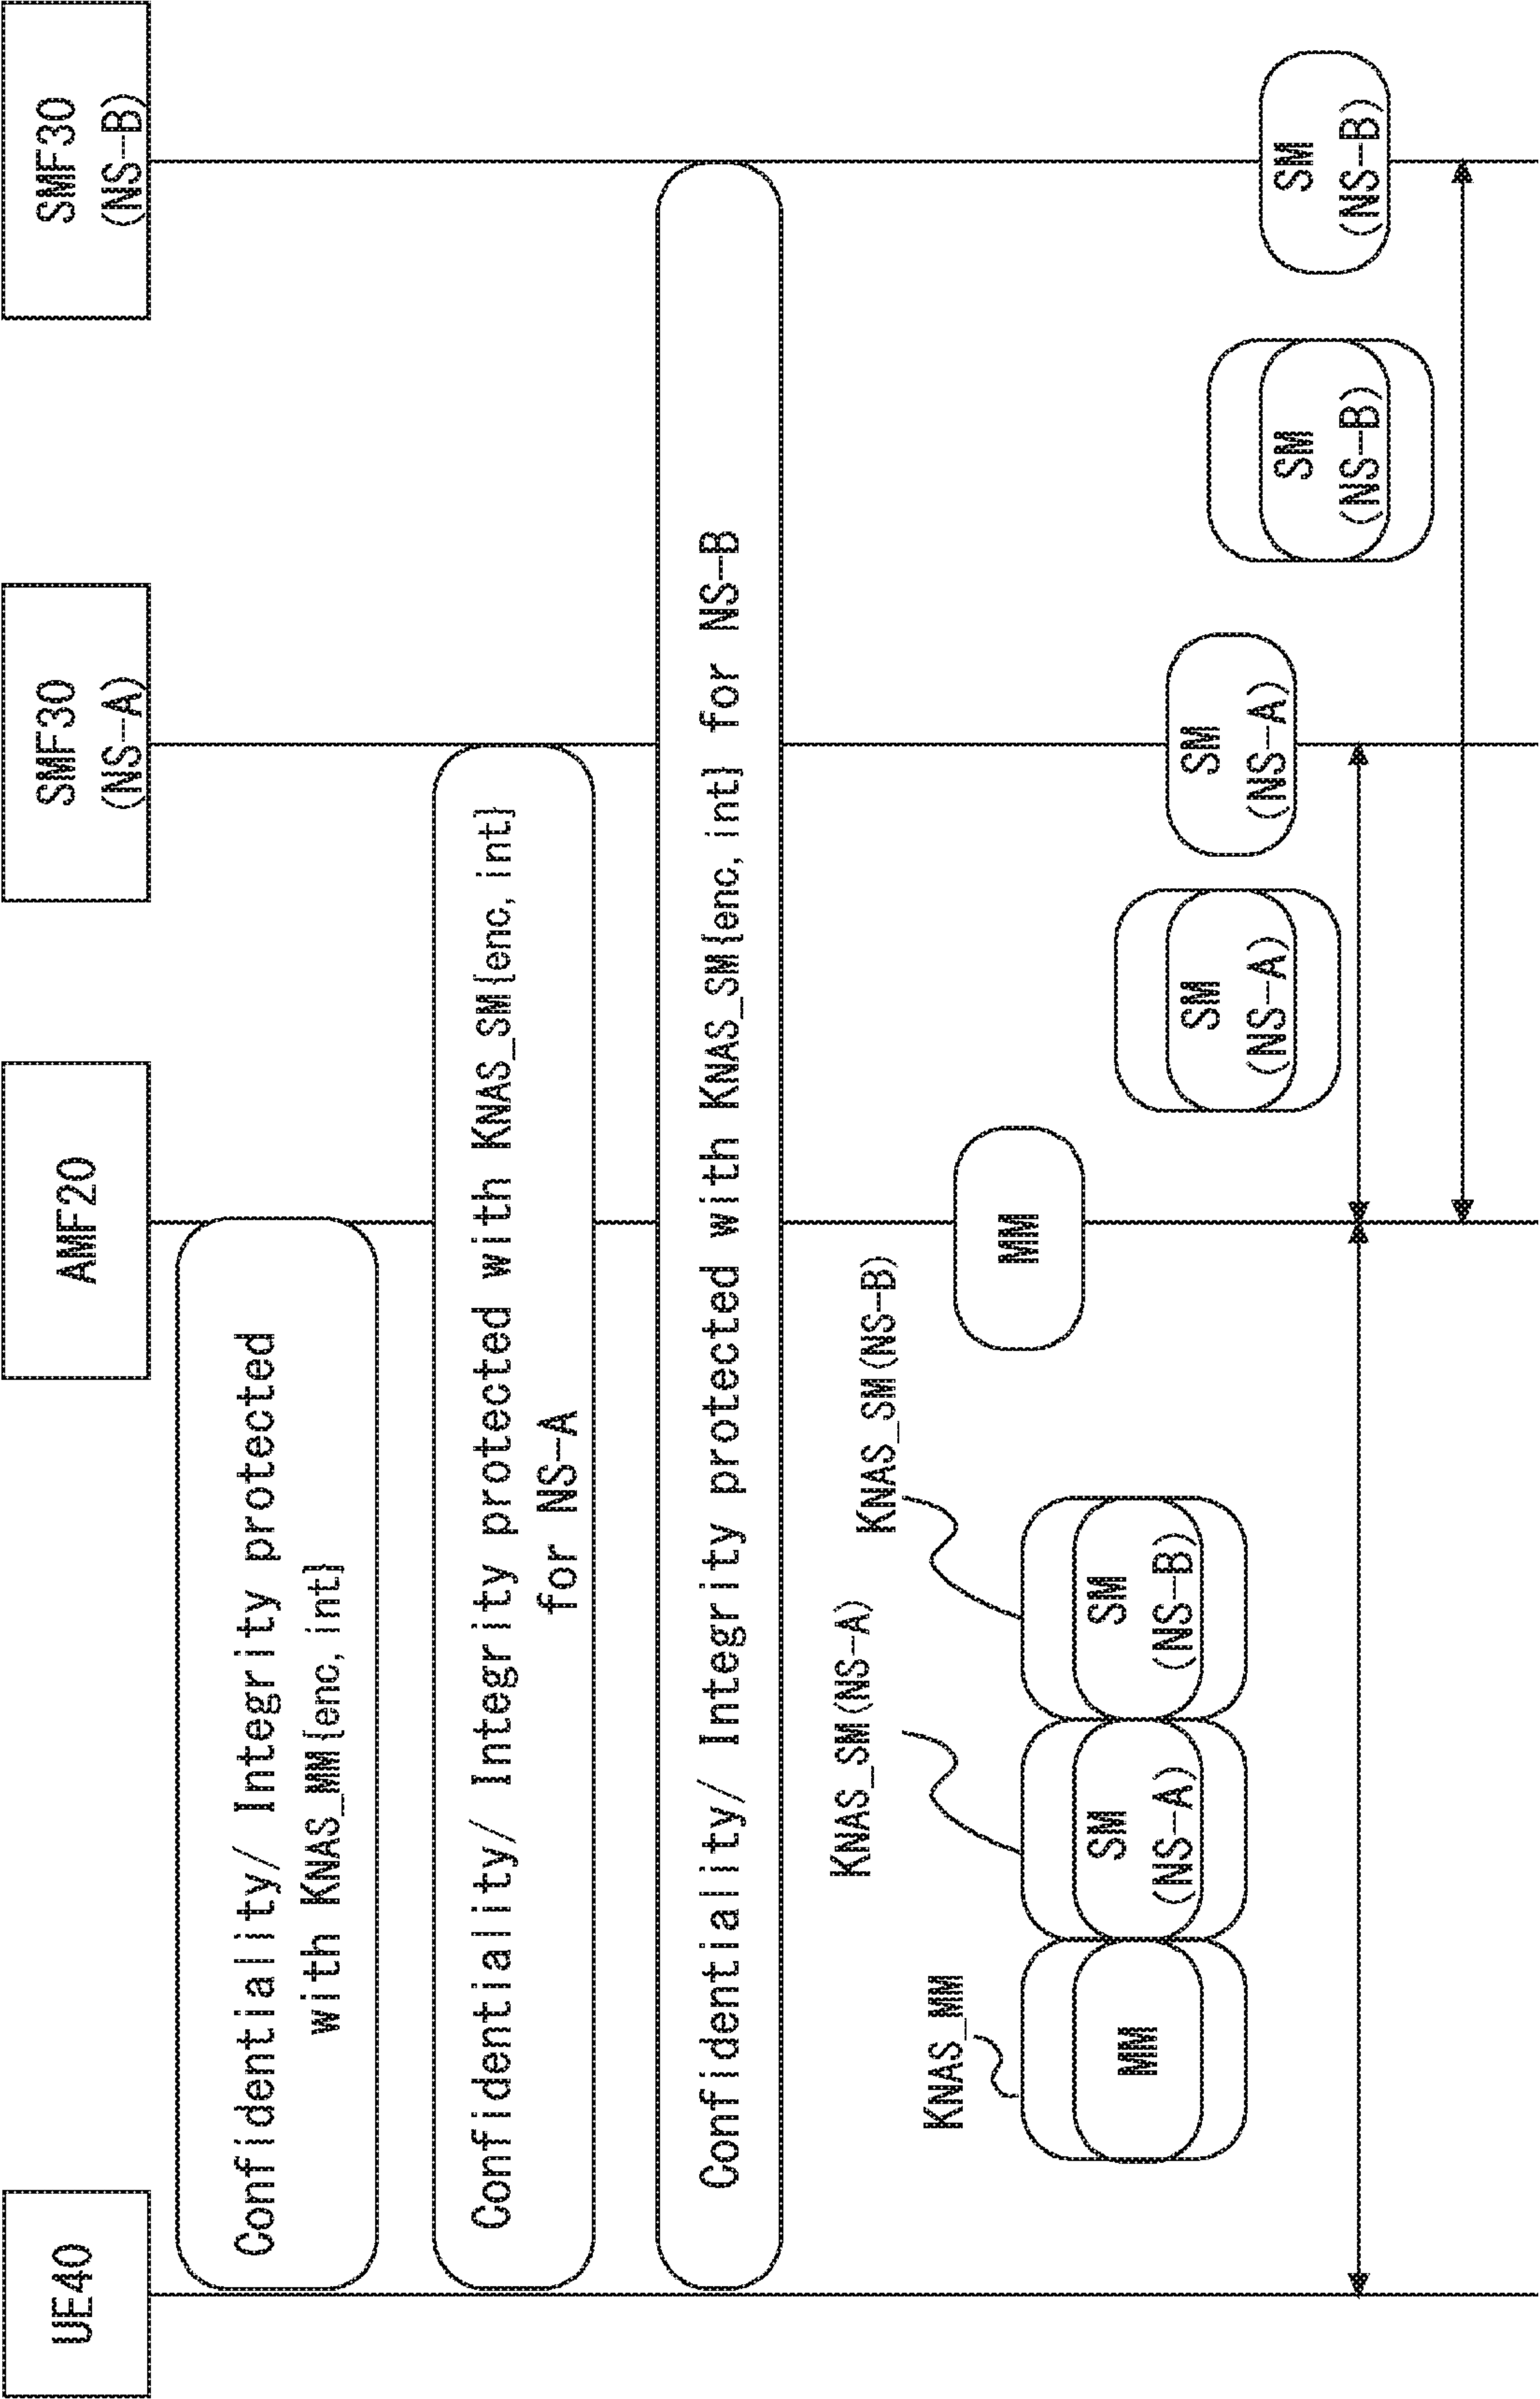 UE40
AMF20
SMF30
(NS-A)
SMF30
(NS-B)
Confidentiality/ Integrity protected
with KNAS_MM{enc, int}
Confidentiality/ Integrity protected with KNAS_SM{enc, int}
for NS-A
Confidentiality/ Integrity protected with KNAS_SM{enc, int} for NS-B
KNAS_MM
KNAS_SM(NS-A)
KNAS_SM(NS-B)
MM
SM
(NS-A)
SM
(NS-B)
MM
SM
(NS-A)
SM
(NS-A)
SM
(NS-B)
SM
(NS-B)